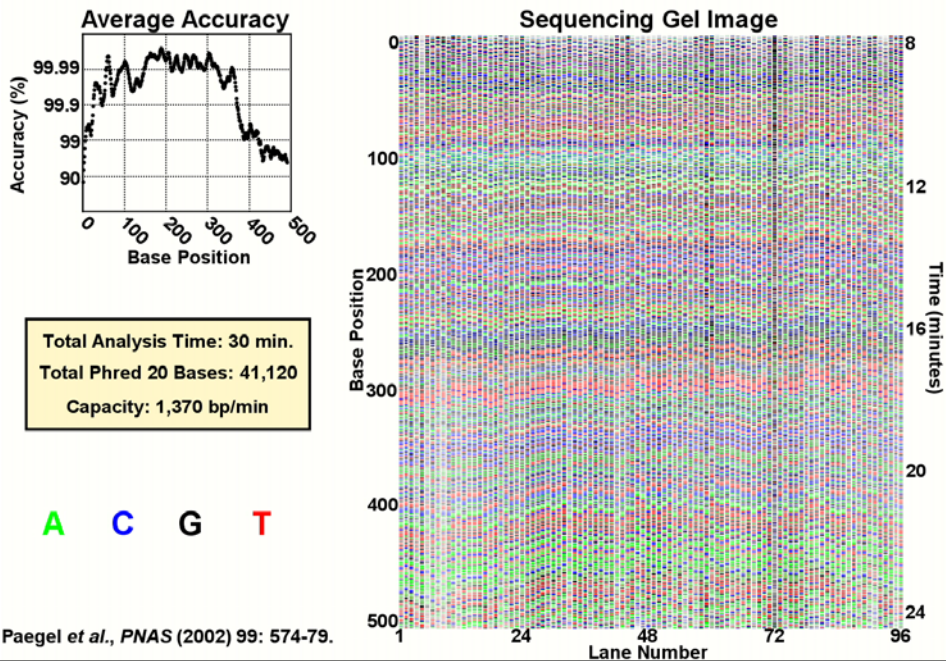 Average Accuracy
Accuracy (%)
99.99
99.9
99
90
0 100 200 300 400 500
Base Position
Total Analysis Time: 30 min.
Total Phred 20 Bases: 41,120
Capacity: 1,370 bp/min
A C G T
Paegel et al., PNAS (2002) 99: 574-79.
Sequencing Gel Image
Base Position
0
100
200
300
400
500
1 24 48 72 96
Lane Number
8
12
16
20
24
Time (minutes)